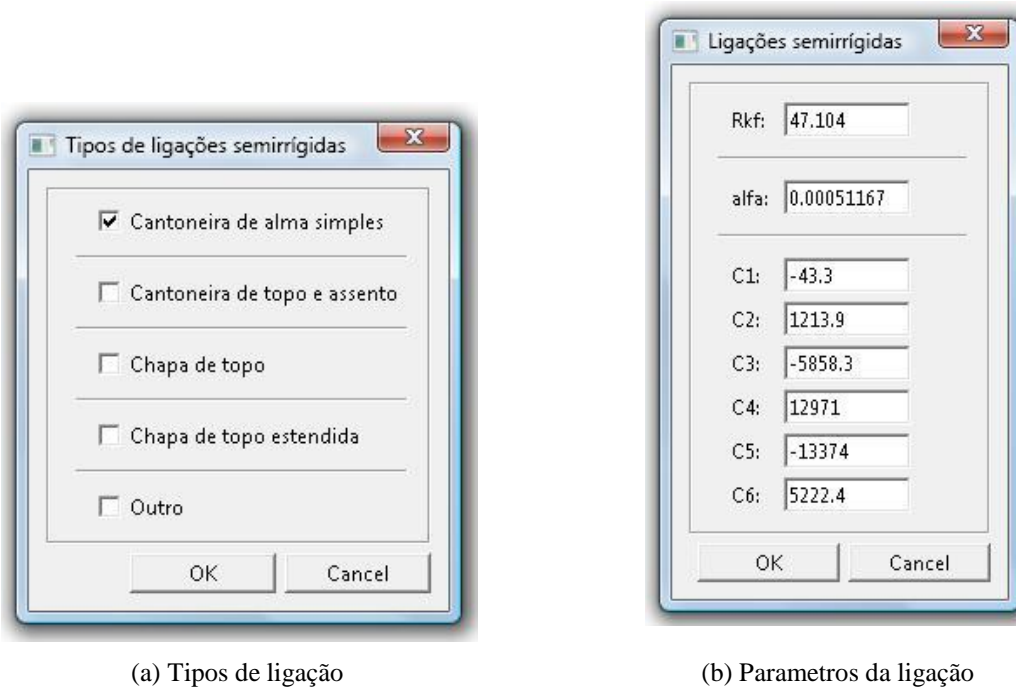 Tipos de ligações semirrígidas
Cantoneira de alma simples
Cantoneira de topo e assento
Chapa de topo
Chapa de topo estendida
Outro
OK Cancel
(a) Tipos de ligação
Ligações semirrígidas
Rkf: 47.104
alfa: 0.00051167
C1: -43.3
C2: 1213.9
C3: -5858.3
C4: 12971
C5: -13374
C6: 5222.4
OK Cancel
(b) Parametros da ligação